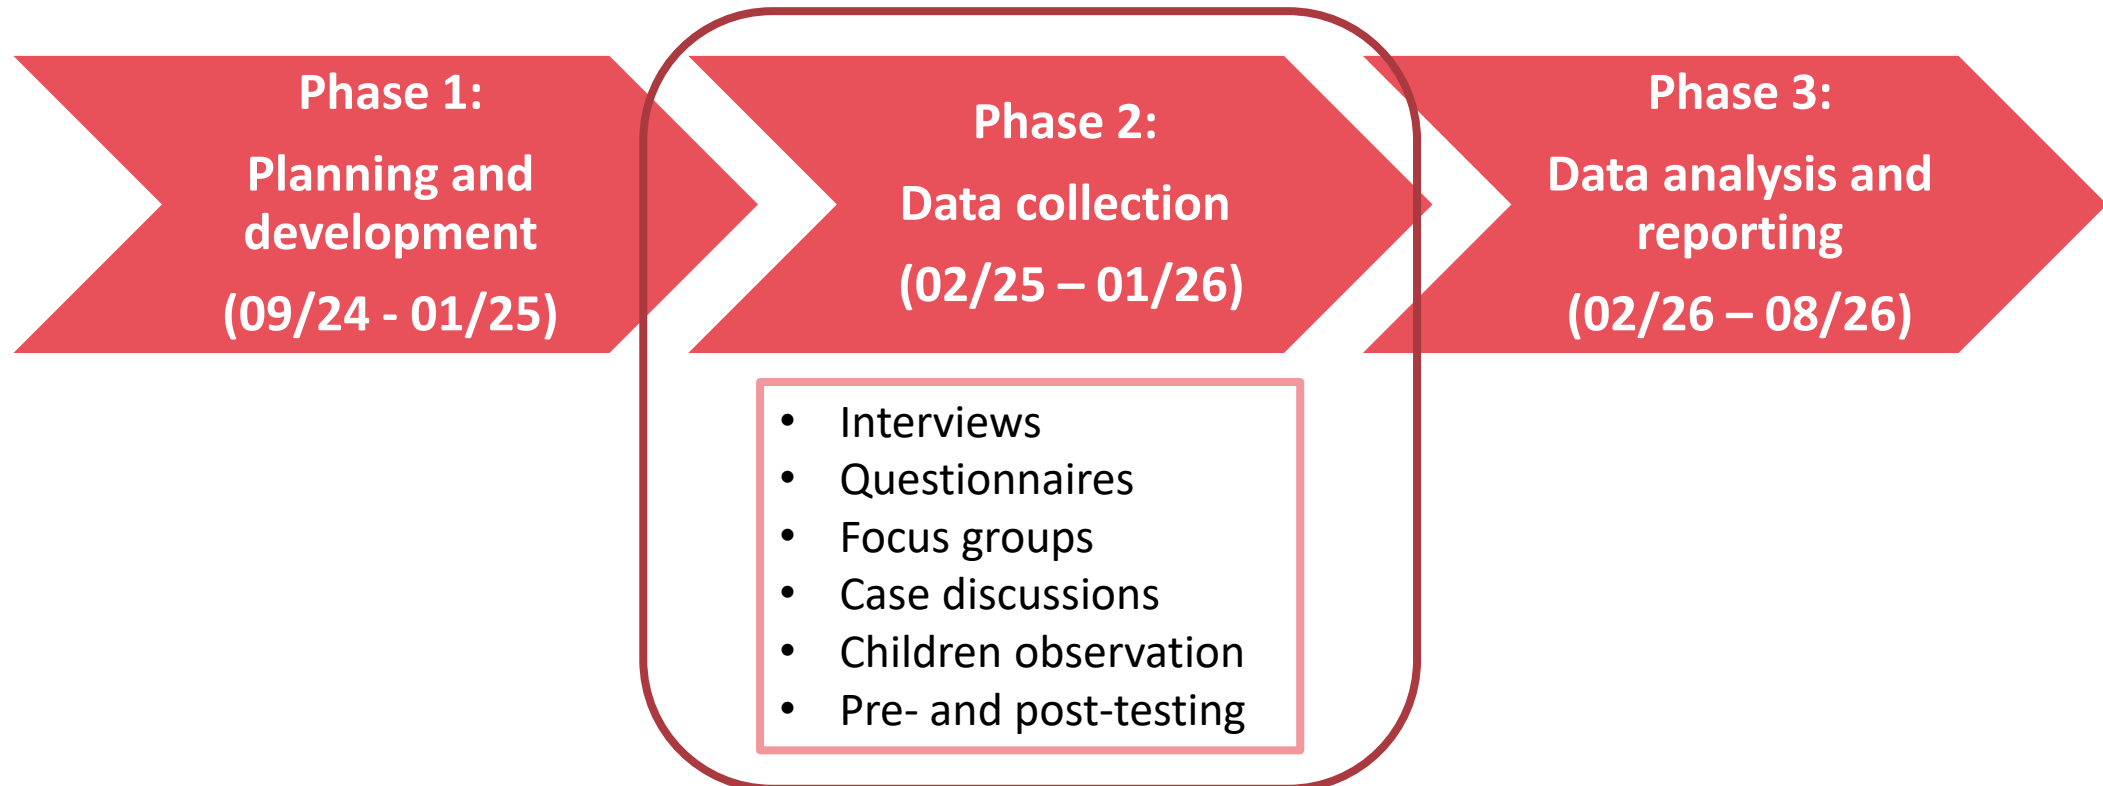 Phase 1:
Planning and
development
(09/24 - 01/25)
Phase 2:
Data collection
(02/25 – 01/26)
Phase 3:
Data analysis and
reporting
(02/26 – 08/26)
• Interviews
• Questionnaires
• Focus groups
• Case discussions
• Children observation
• Pre- and post-testing